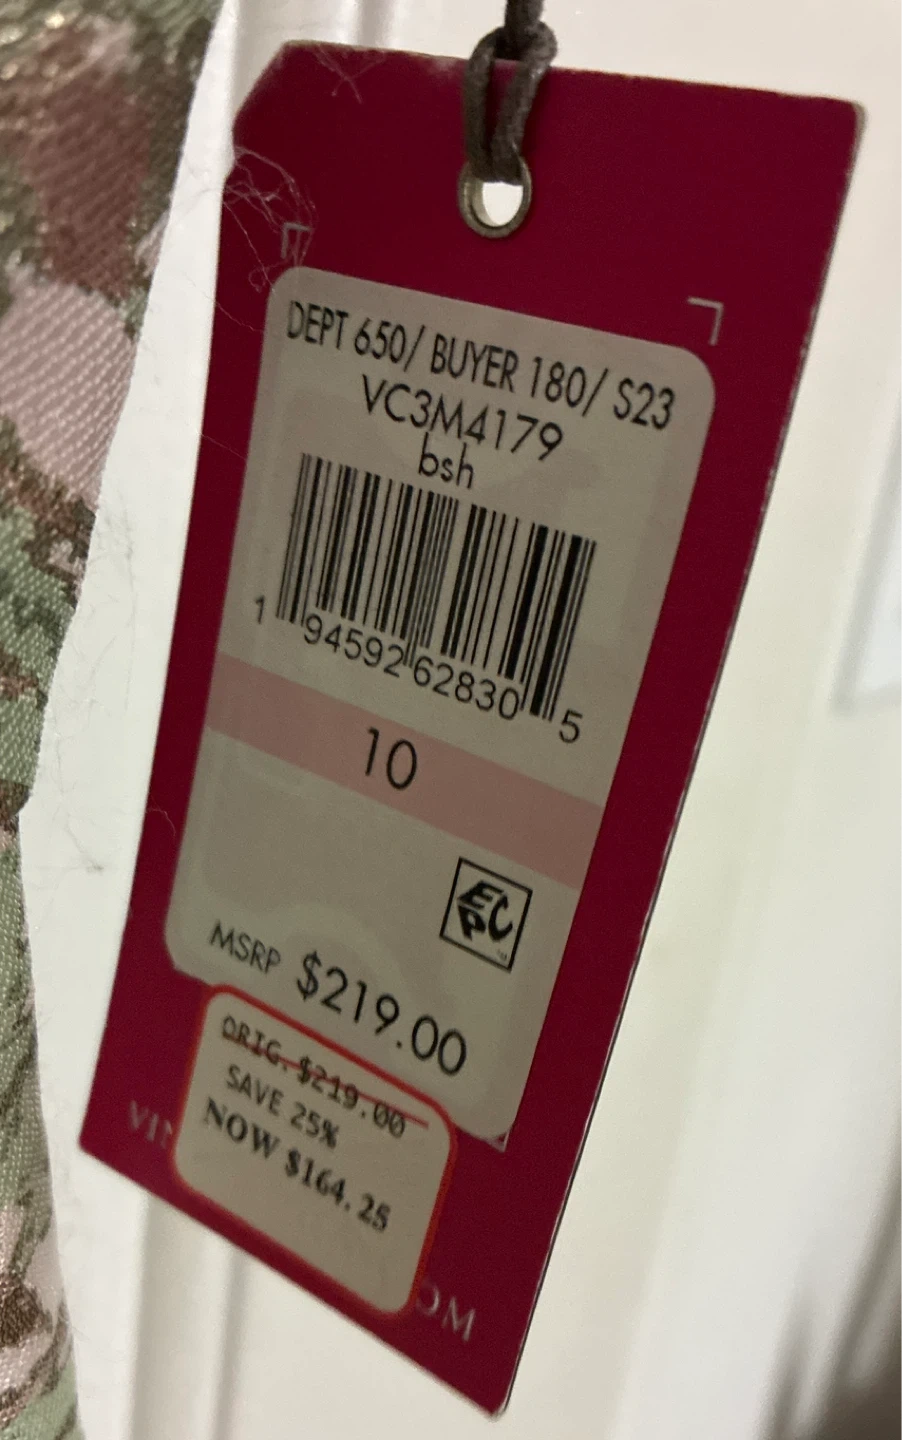 DEPT 650/ BUYER 180/ S23
VC3M4179
bsh
1 94592 62830 5
10
EPC
MSRP $219.00
ORIG. $219.00
SAVE 25%
NOW $164.25